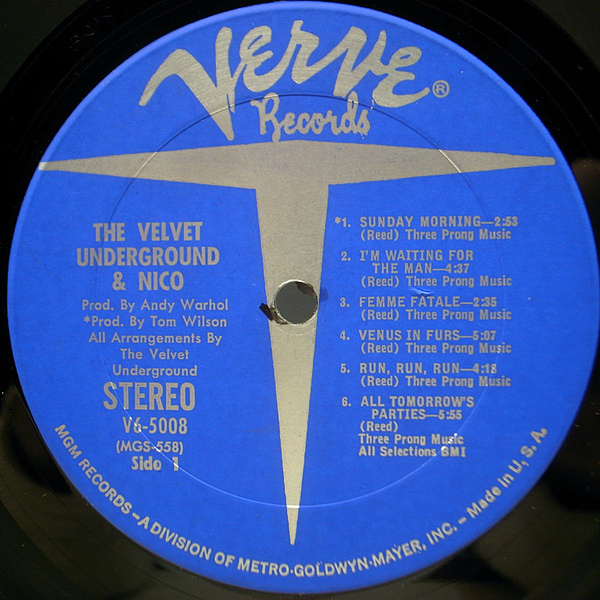 Verve®
Records
THE VELVET
UNDERGROUND
& NICO
Prod. By Andy Warhol
*Prod. By Tom Wilson
All Arrangements By
The Velvet
Underground
STEREO
V6-5008
(MGS-558)
Side 1
*1. SUNDAY MORNING—2:53
(Reed) Three Prong Music
2. I'M WAITING FOR
THE MAN—4:37
(Reed) Three Prong Music
3. FEMME FATALE—2:35
(Reed) Three Prong Music
4. VENUS IN FURS—5:07
(Reed) Three Prong Music
5. RUN, RUN, RUN—4:18
(Reed) Three Prong Music
6. ALL TOMORROW'S
PARTIES—5:55
(Reed)
Three Prong Music
All Selections BMI
MGM RECORDS – A DIVISION OF METRO-GOLDWYN-MAYER, INC. – Made in U.S.A.